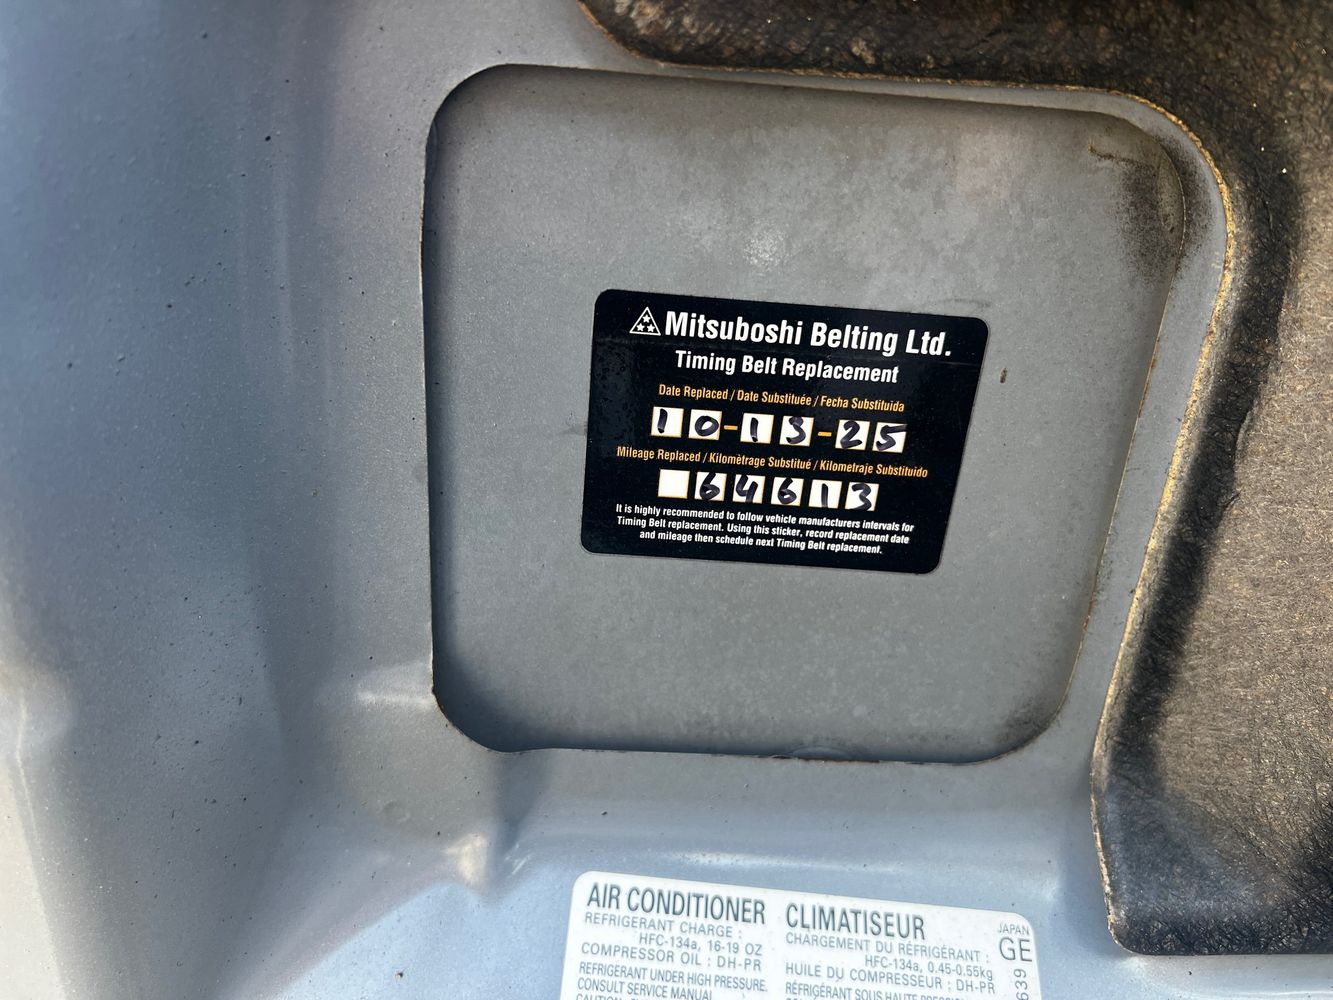 Mitsuboshi Belting Ltd.
Timing Belt Replacement
Date Replaced / Date Substituée / Fecha Substituida
10-13-25
Mileage Replaced / Kilomètrage Substitué / Kilometraje Substituido
64613
It is highly recommended to follow vehicle manufacturers intervals for
Timing Belt replacement. Using this sticker, record replacement date
and mileage then schedule next Timing Belt replacement.
AIR CONDITIONER
REFRIGERANT CHARGE :
HFC-134a, 16-19 OZ
COMPRESSOR OIL : DH-PR
REFRIGERANT UNDER HIGH PRESSURE.
CONSULT SERVICE MANUAL
CLIMATISEUR
CHARGEMENT DU RÉFRIGÉRANT :
HFC-134a, 0.45-0.55kg
HUILE DU COMPRESSEUR : DH-PR
RÉFRIGÉRANT SOUS HAUTE
JAPAN
GE
639